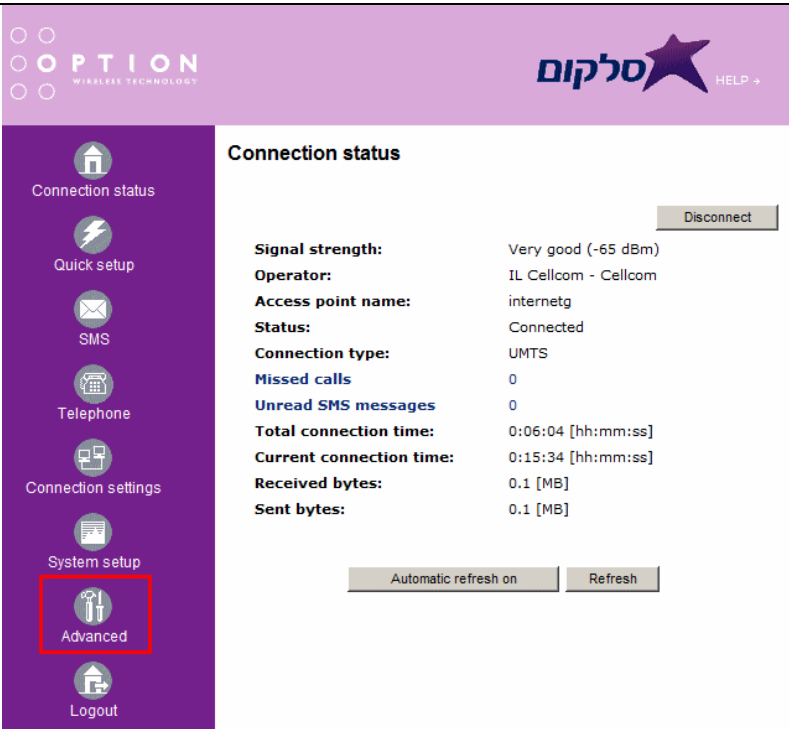 OPTION
WIRELESS TECHNOLOGY
סלקום
HELP →
Connection status
Quick setup
SMS
Telephone
Connection settings
System setup
Advanced
Logout
Connection status
Disconnect
Signal strength: Very good (-65 dBm)
Operator: IL Cellcom - Cellcom
Access point name: internetg
Status: Connected
Connection type: UMTS
Missed calls 0
Unread SMS messages 0
Total connection time: 0:06:04 [hh:mm:ss]
Current connection time: 0:15:34 [hh:mm:ss]
Received bytes: 0.1 [MB]
Sent bytes: 0.1 [MB]
Automatic refresh on Refresh